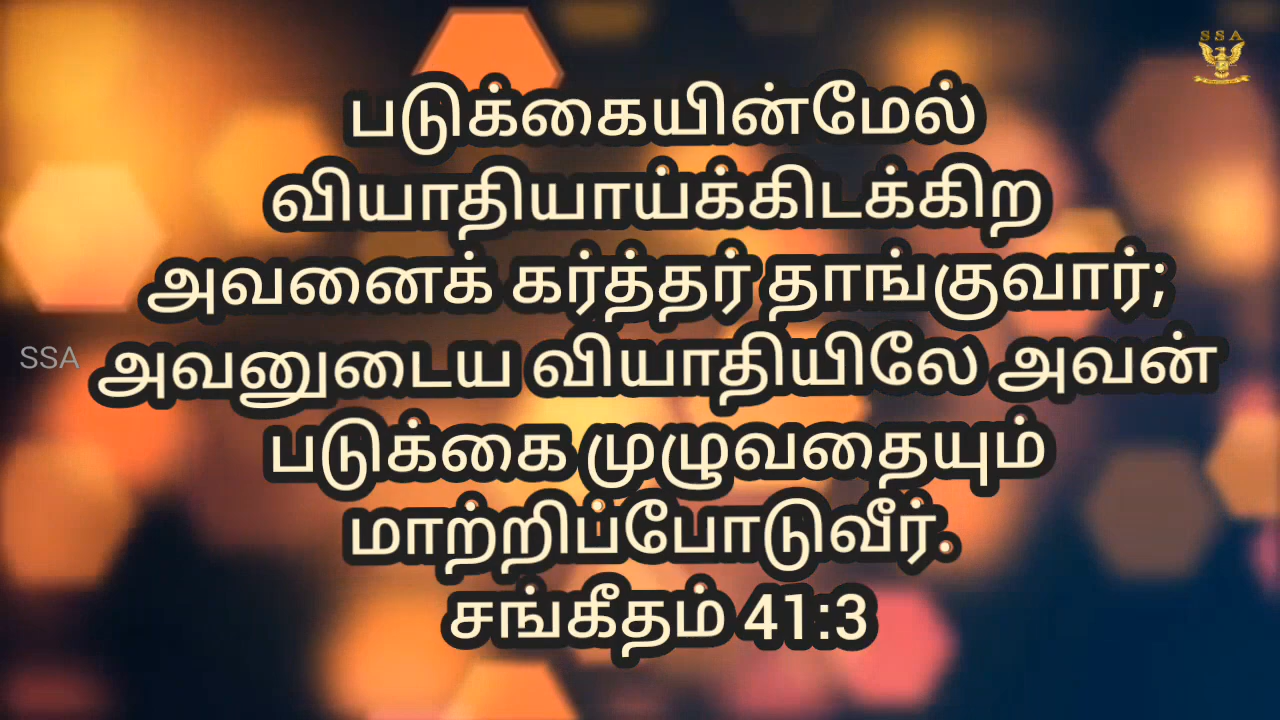 SSA
படுக்கையின்மேல்
வியாதியாய்க்கிடக்கிற
அவனைக் கர்த்தர் தாங்குவார்;
SSA
அவனுடைய வியாதியிலே அவன்
படுக்கை முழுவதையும்
மாற்றிப்போடுவீர்.
சங்கீதம் 41:3